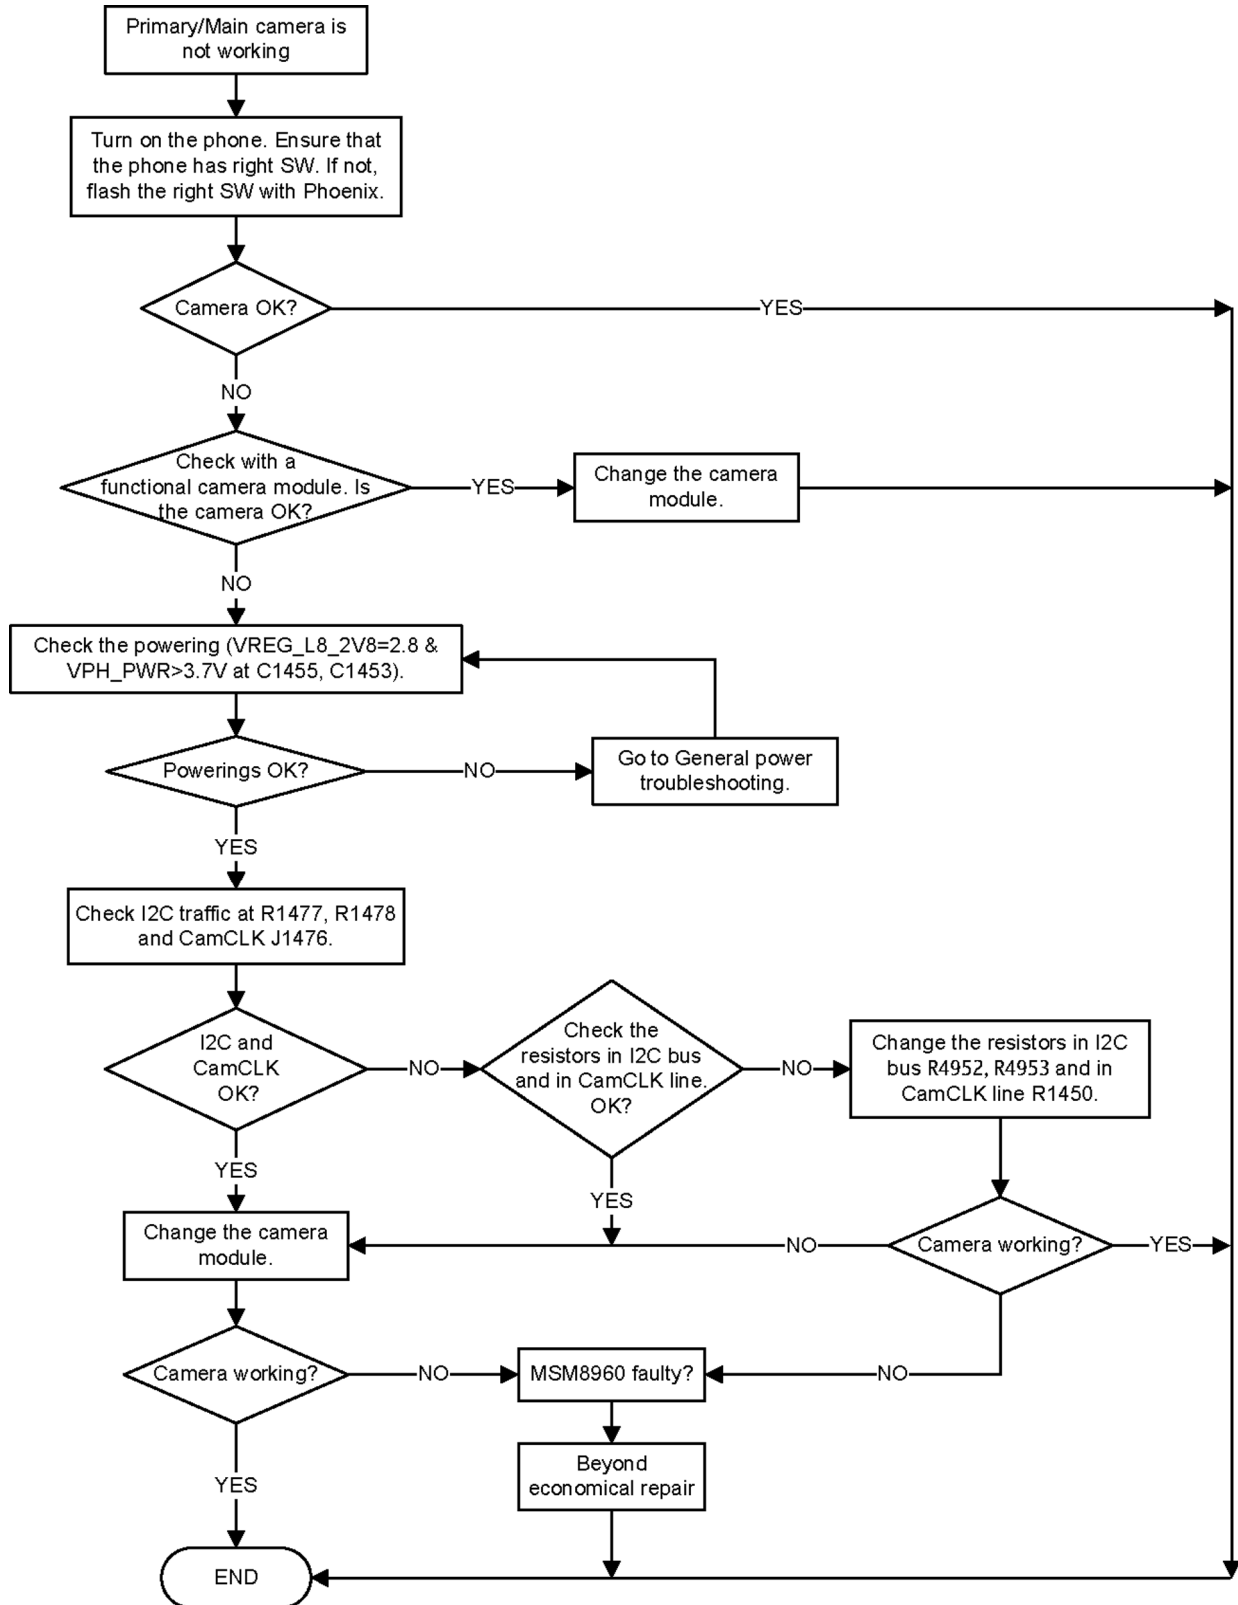 Primary/Main camera is
not working
Turn on the phone. Ensure that
the phone has right SW. If not,
flash the right SW with Phoenix.
Camera OK?
YES
NO
Check with a
functional camera module. Is
the camera OK?
YES
Change the camera
module.
NO
Check the powering (VREG_L8_2V8=2.8 &
VPH_PWR>3.7V at C1455, C1453).
Powerings OK?
NO
Go to General power
troubleshooting.
YES
Check I2C traffic at R1477, R1478
and CamCLK J1476.
I2C and
CamCLK
OK?
NO
Check the
resistors in I2C bus
and in CamCLK line.
OK?
NO
Change the resistors in I2C
bus R4952, R4953 and in
CamCLK line R1450.
YES
YES
Change the camera
module.
NO
Camera working?
YES
Camera working?
NO
MSM8960 faulty?
NO
YES
Beyond
economical repair
END